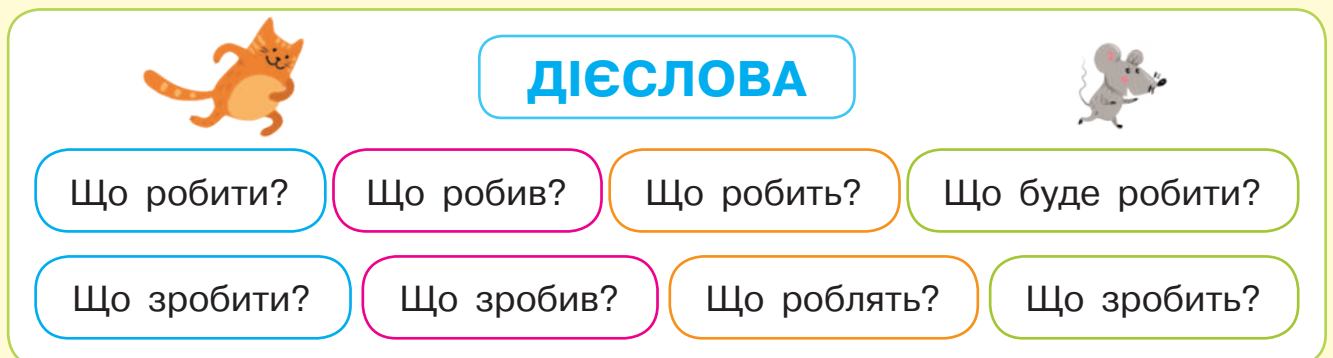 ДІЄСЛОВА
Що робити? Що робив? Що робить? Що буде робити?
Що зробити? Що зробив? Що роблять? Що зробить?